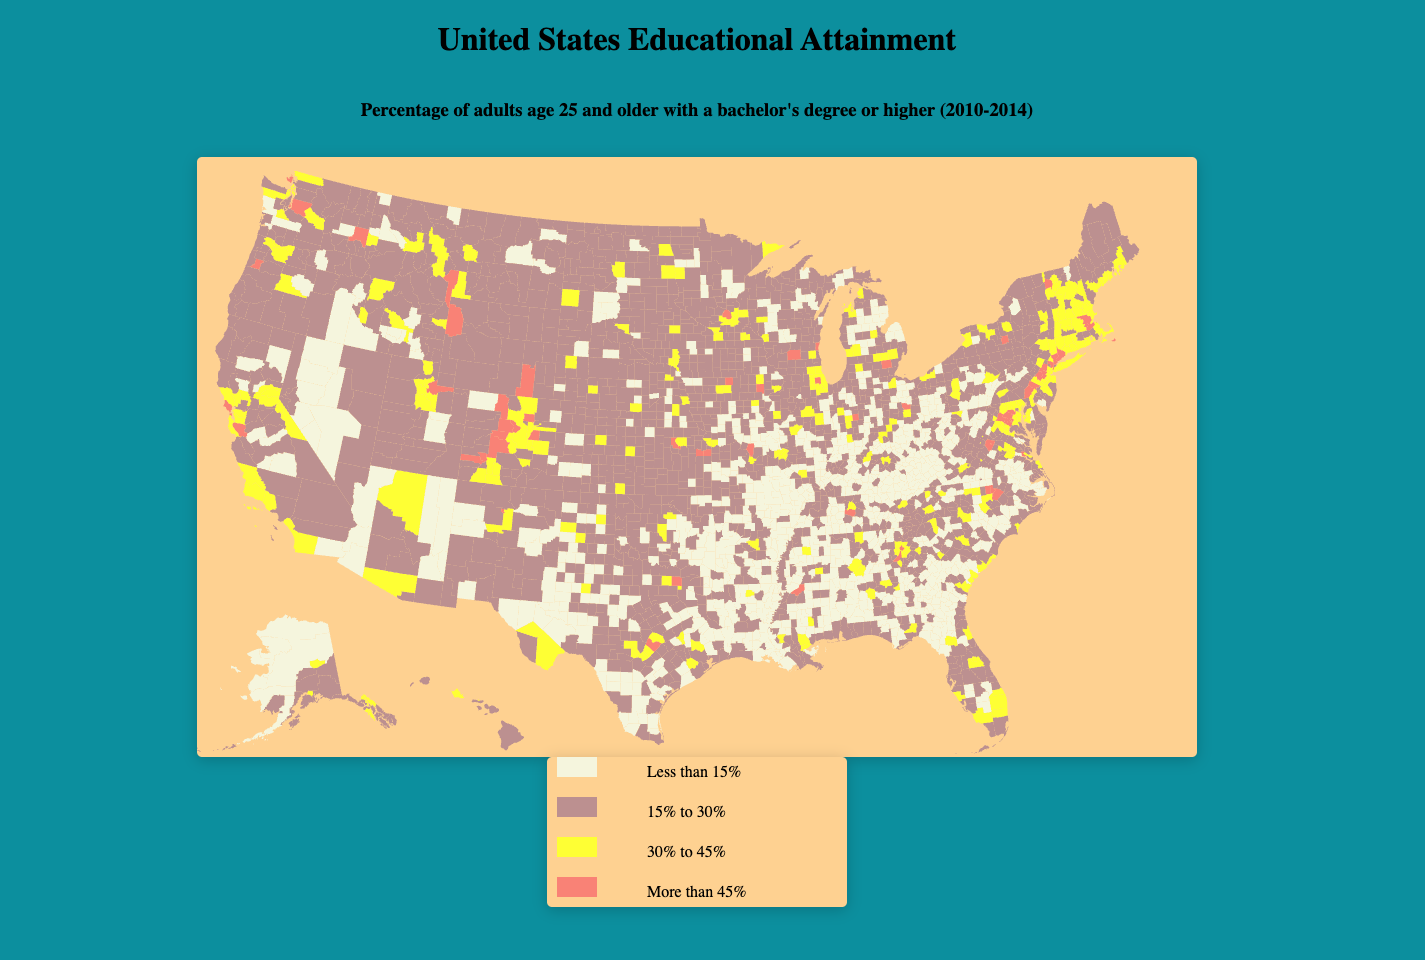 United States Educational Attainment
Percentage of adults age 25 and older with a bachelor's degree or higher (2010-2014)
Less than 15%
15% to 30%
30% to 45%
More than 45%